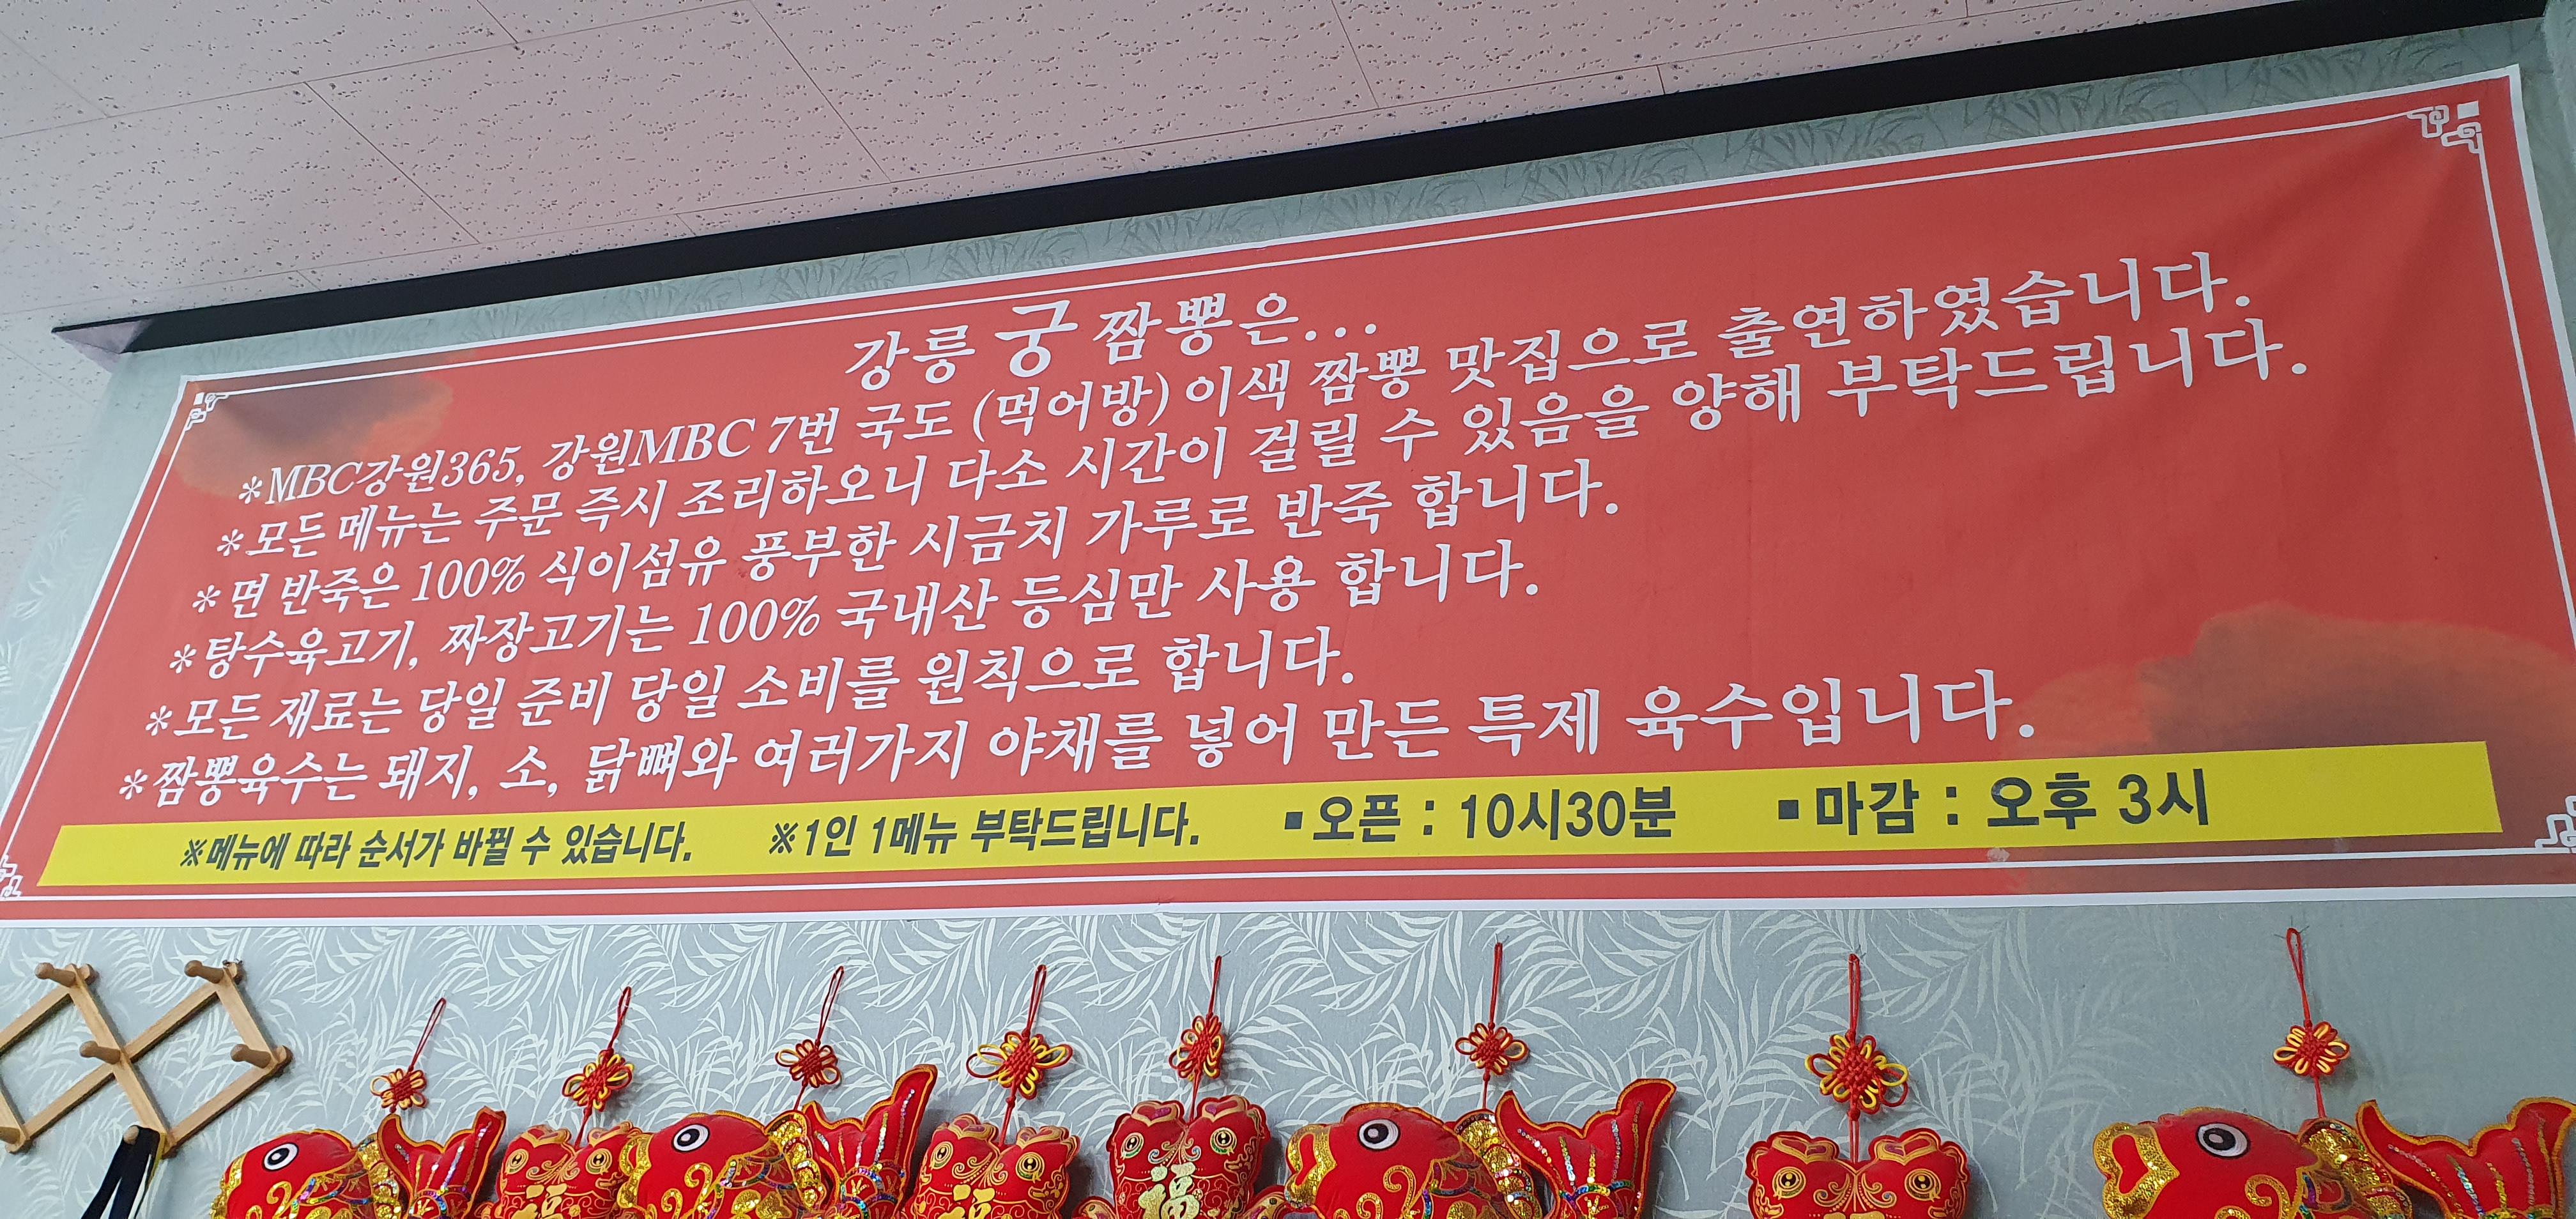 강릉 궁 짬뽕은...
*MBC강원365, 강원MBC 7번 국도 (먹어방) 이색 짬뽕 맛집으로 출연하였습니다.
*모든 메뉴는 주문 즉시 조리하오니 다소 시간이 걸릴 수 있음을 양해 부탁드립니다.
*면 반죽은 100% 식이섬유 풍부한 시금치 가루로 반죽 합니다.
*탕수육고기, 짜장고기는 100% 국내산 등심만 사용 합니다.
*모든 재료는 당일 준비 당일 소비를 원칙으로 합니다.
*짬뽕육수는 돼지, 소, 닭뼈와 여러가지 야채를 넣어 만든 특제 육수입니다.
※메뉴에 따라 순서가 바뀔 수 있습니다. ※1인 1메뉴 부탁드립니다. ▪오픈 : 10시30분 ▪마감 : 오후 3시
福 福 福